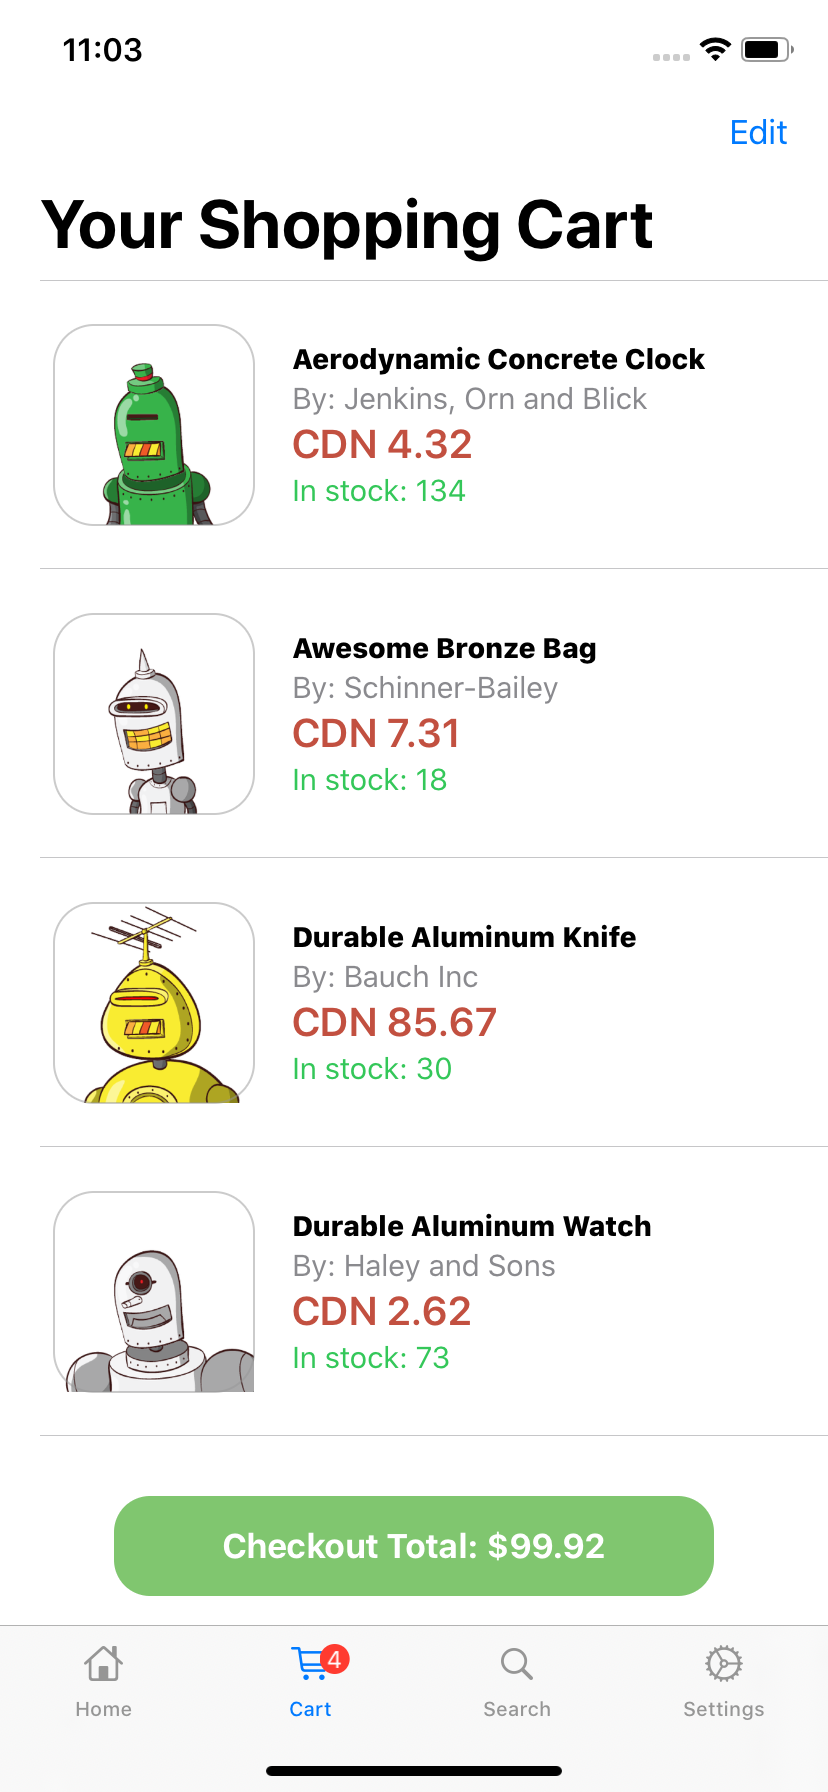 11:03
Edit
Your Shopping Cart
Aerodynamic Concrete Clock
By: Jenkins, Orn and Blick
CDN 4.32
In stock: 134
Awesome Bronze Bag
By: Schinner-Bailey
CDN 7.31
In stock: 18
Durable Aluminum Knife
By: Bauch Inc
CDN 85.67
In stock: 30
Durable Aluminum Watch
By: Haley and Sons
CDN 2.62
In stock: 73
Checkout Total: $99.92
4
Home Cart Search Settings